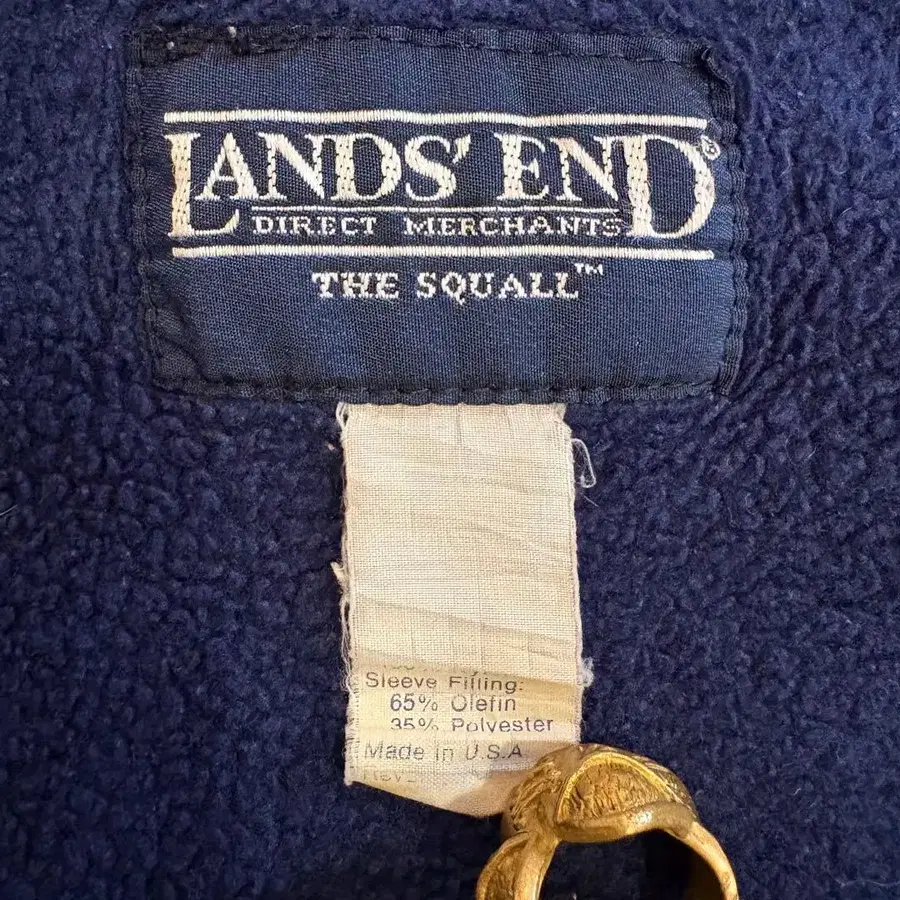 LANDS' END®
DIRECT MERCHANTS
THE SQUALL™
Sleeve Filling:
65% Olefin
35% Polyester
Made in U.S.A